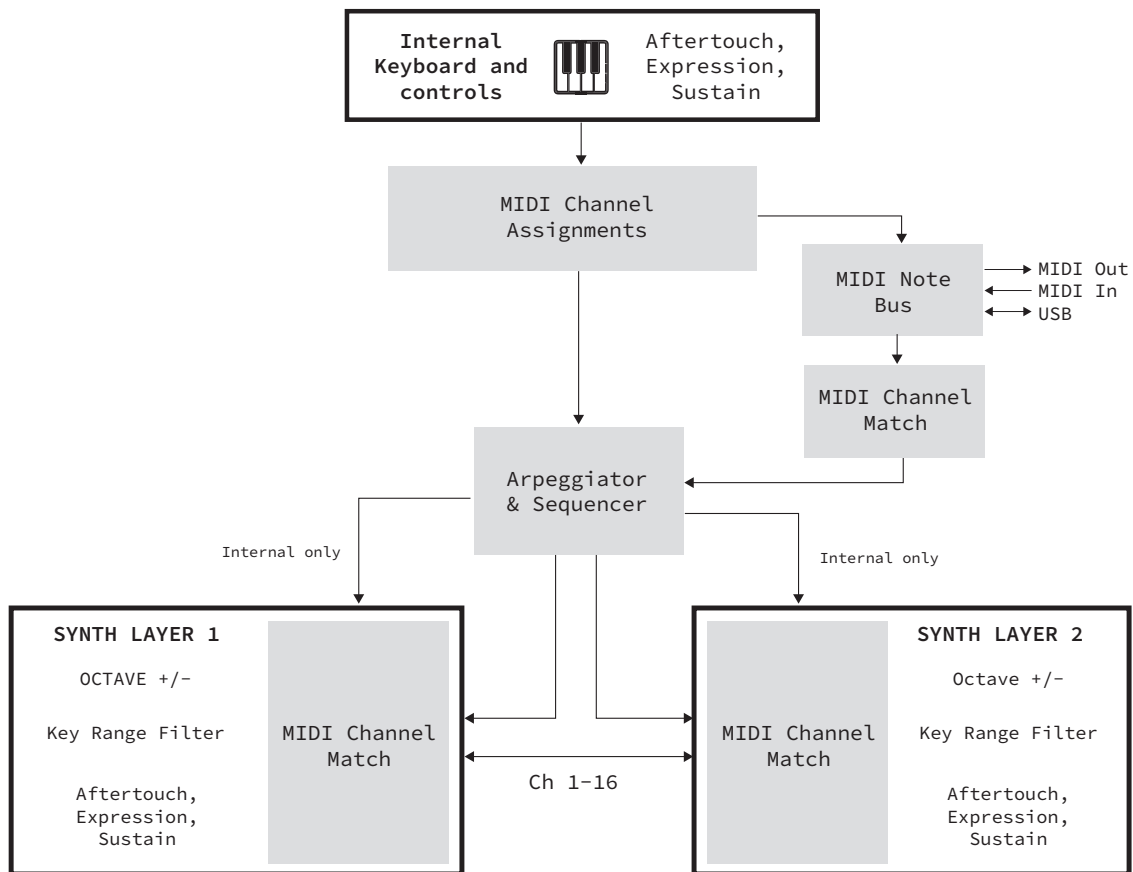 Internal
Keyboard and
controls
Aftertouch,
Expression,
Sustain
MIDI Channel
Assignments
MIDI Note
Bus
MIDI Out
MIDI In
USB
MIDI Channel
Match
Arpeggiator
& Sequencer
Internal only
Internal only
SYNTH LAYER 1
OCTAVE +/-
Key Range Filter
Aftertouch,
Expression,
Sustain
MIDI Channel
Match
Ch 1-16
MIDI Channel
Match
SYNTH LAYER 2
Octave +/-
Key Range Filter
Aftertouch,
Expression,
Sustain